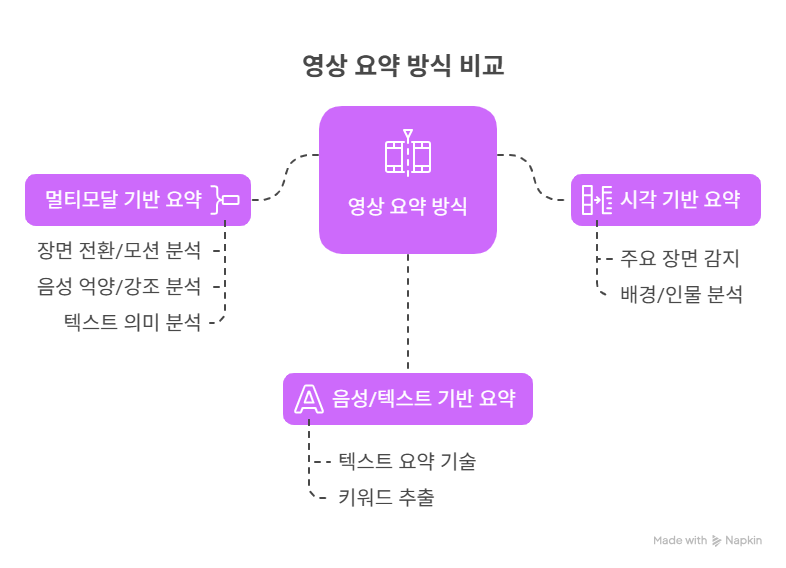 영상 요약 방식 비교
영상 요약 방식
멀티모달 기반 요약
장면 전환/모션 분석
음성 억양/강조 분석
텍스트 의미 분석
시각 기반 요약
주요 장면 감지
배경/인물 분석
음성/텍스트 기반 요약
텍스트 요약 기술
키워드 추출
Made with Napkin